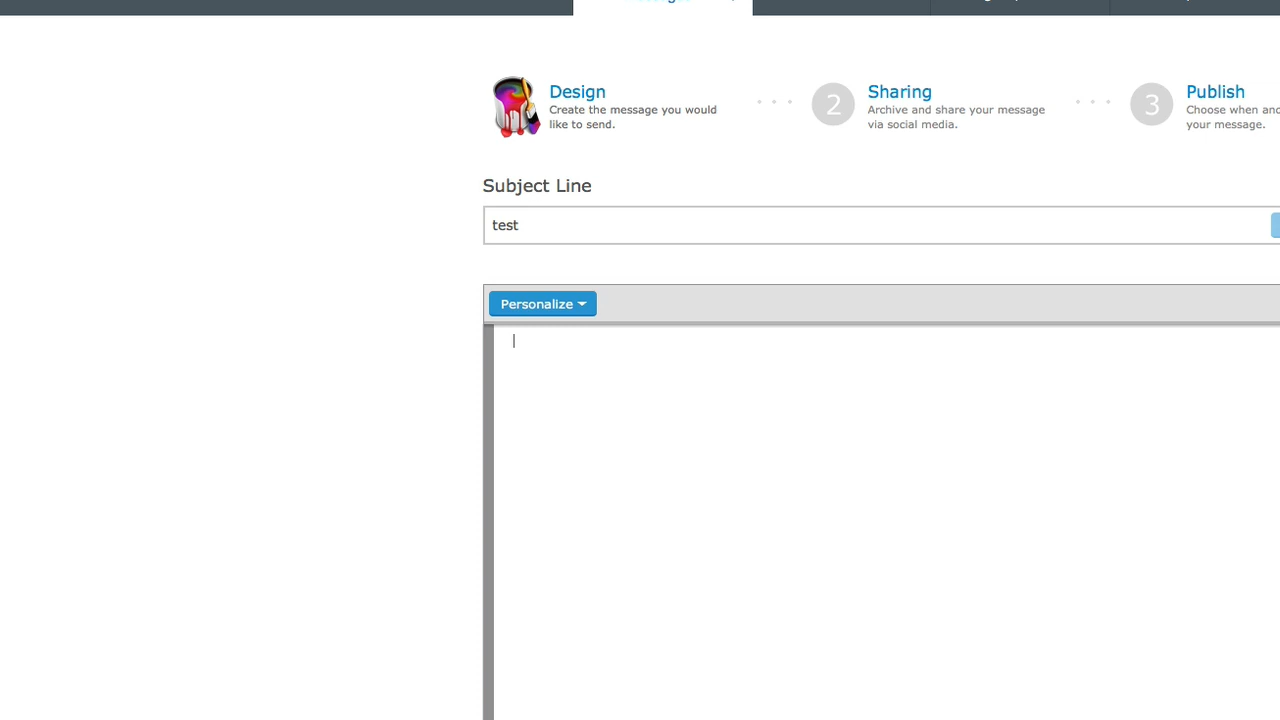 Design
Create the message you would
like to send.
2
Sharing
Archive and share your message
via social media.
3
Publish
Choose when and
your message.
Subject Line
test
Personalize